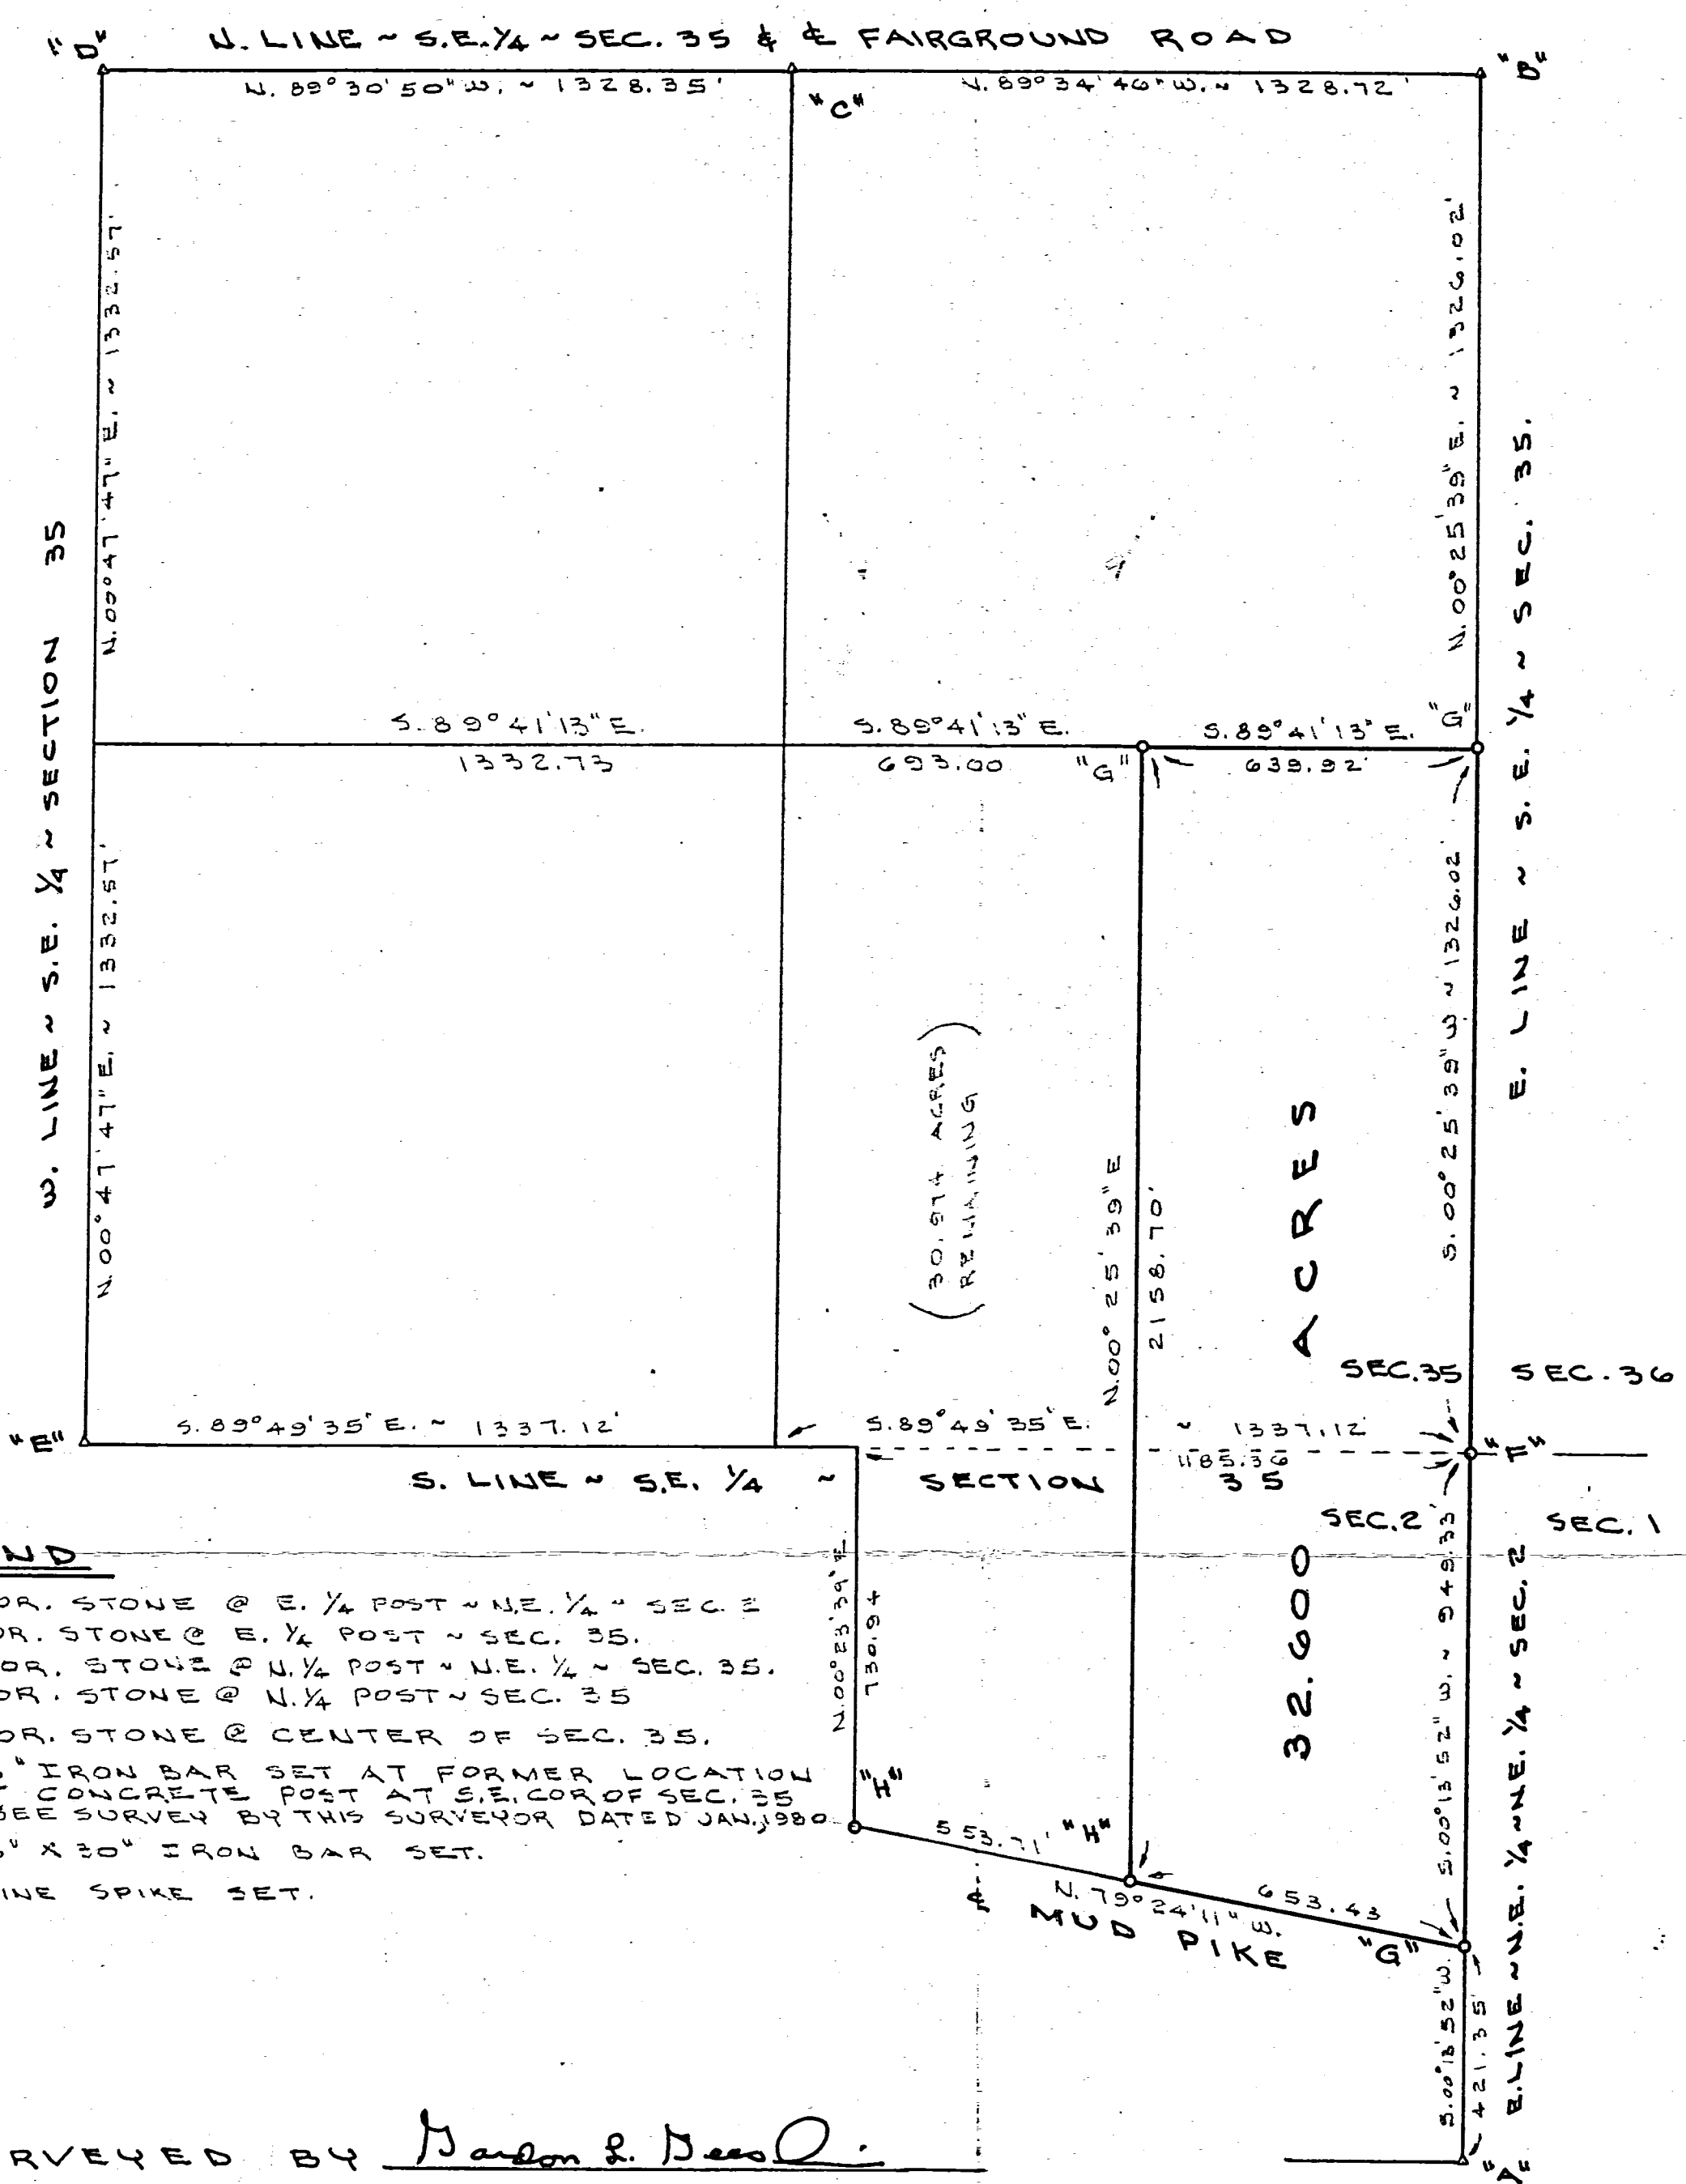 "D" N. LINE ~ S.E. 1/4 ~ SEC. 35 & ℄ FAIRGROUND ROAD "B"
N. 89° 30' 50" W. ~ 1328.35' "C" N. 89° 34' 46" W. ~ 1328.72'
N. 00° 47' 47" E. ~ 1332.57'
N. 00° 25' 39" E. ~ 1326.02'
W. LINE ~ S.E. 1/4 ~ SECTION 35
E. LINE ~ S.E. 1/4 ~ SEC. 35.
S. 89° 41' 13" E. S. 89° 41' 13" E. S. 89° 41' 13" E. "G"
1332.73 693.00 "G" 639.92'
N. 00° 47' 47" E. ~ 1332.57'
(30.974 ACRES)
REMAINING
N. 00° 25' 39" E
2158.70'
32.600 ACRES
S. 00° 25' 39" W ~ 1326.02'
SEC. 35 SEC. 36
"E" S. 89° 49' 35" E. ~ 1337.12' S. 89° 49' 35" E. ~ 1337.12' "F"
1185.36
S. LINE ~ S.E. 1/4 ~ SECTION 35
SEC. 2 SEC. 1
N. 00° 23' 39" E.
730.94
S. 00° 13' 52" W. ~ 949.33'
E. LINE ~ N.E. 1/4 ~ N.E. 1/4 ~ SEC. 2
ND
OR. STONE @ E. 1/4 POST ~ N.E. 1/4 ~ SEC. 2
OR. STONE @ E. 1/4 POST ~ SEC. 35.
OR. STONE @ N. 1/4 POST ~ N.E. 1/4 ~ SEC. 35.
OR. STONE @ N. 1/4 POST ~ SEC. 35
OR. STONE @ CENTER OF SEC. 35.
" IRON BAR SET AT FORMER LOCATION
CONCRETE POST AT S.E. COR OF SEC. 35
SEE SURVEY BY THIS SURVEYOR DATED JAN., 1980
" X 30" IRON BAR SET.
INE SPIKE SET.
"H"
553.71' "H"
N. 79° 24' 11" W. 653.43
℄ MUD PIKE "G"
S. 00° 13' 52" W.
421.35'
"A"
RVEYED BY